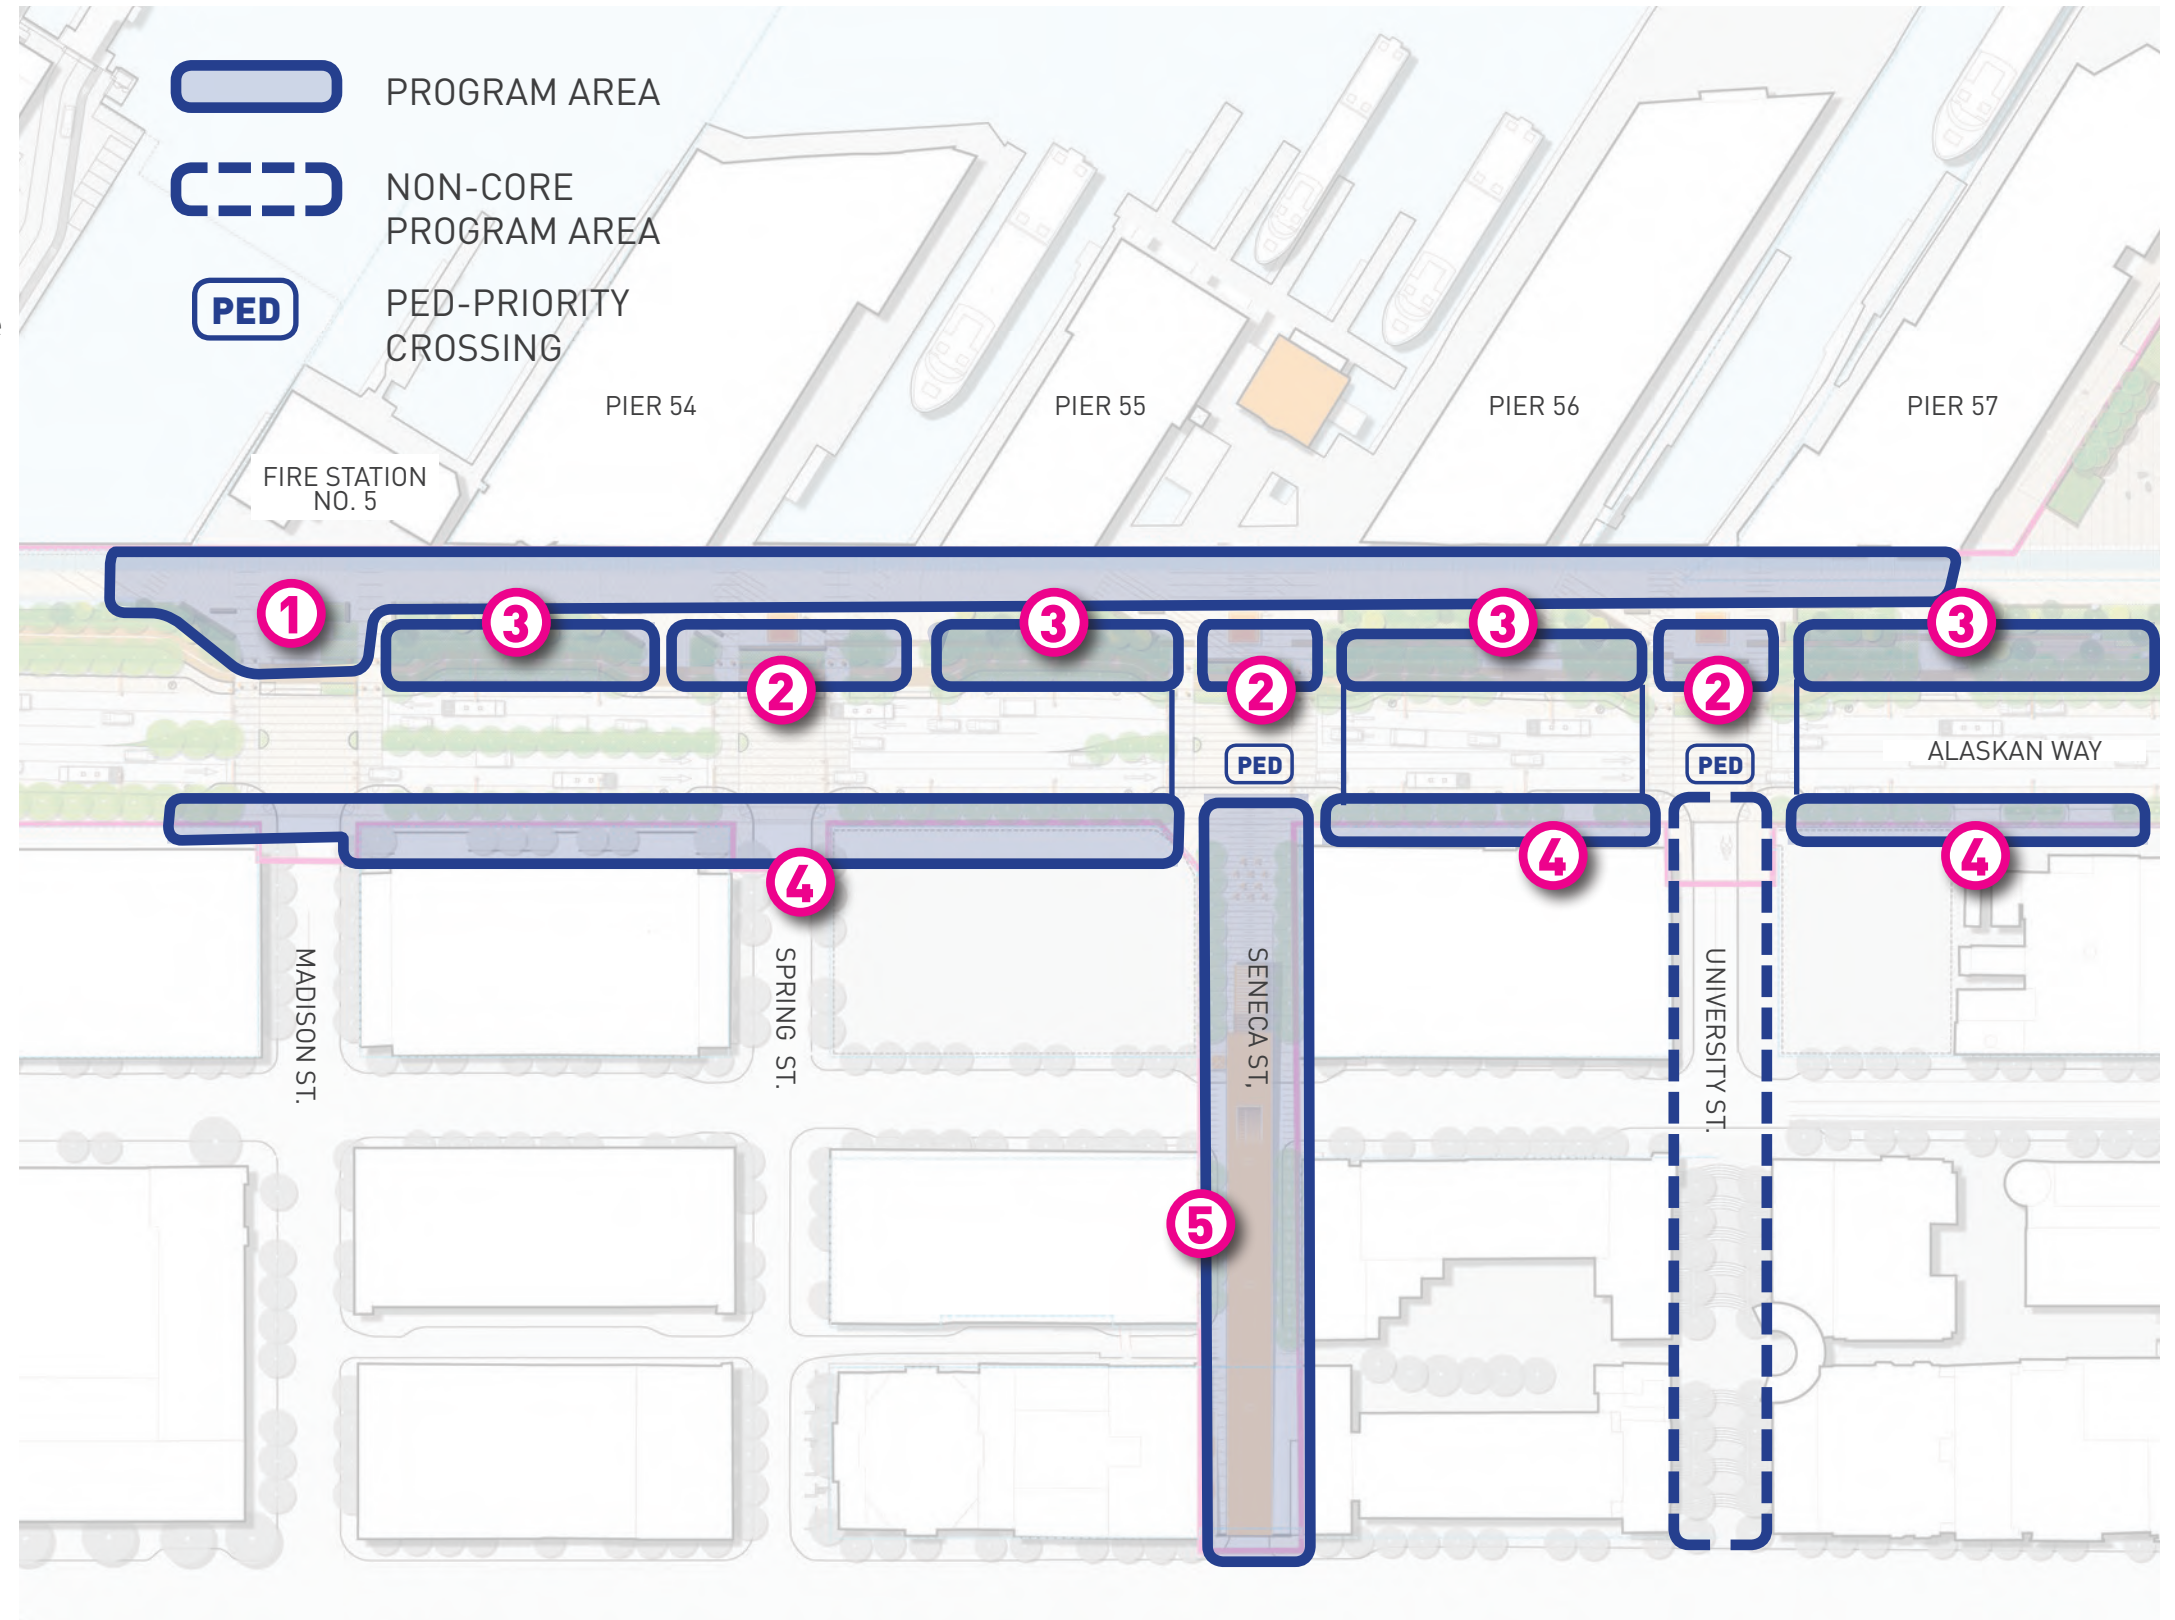 PROGRAM AREA
NON-CORE
PROGRAM AREA
PED
PED-PRIORITY
CROSSING
PIER 54
PIER 55
PIER 56
PIER 57
FIRE STATION
NO. 5
1
3
3
3
3
2
2
2
PED
PED
ALASKAN WAY
4
4
4
MADISON ST.
SPRING ST.
SENECA ST,
UNIVERSITY ST.
5